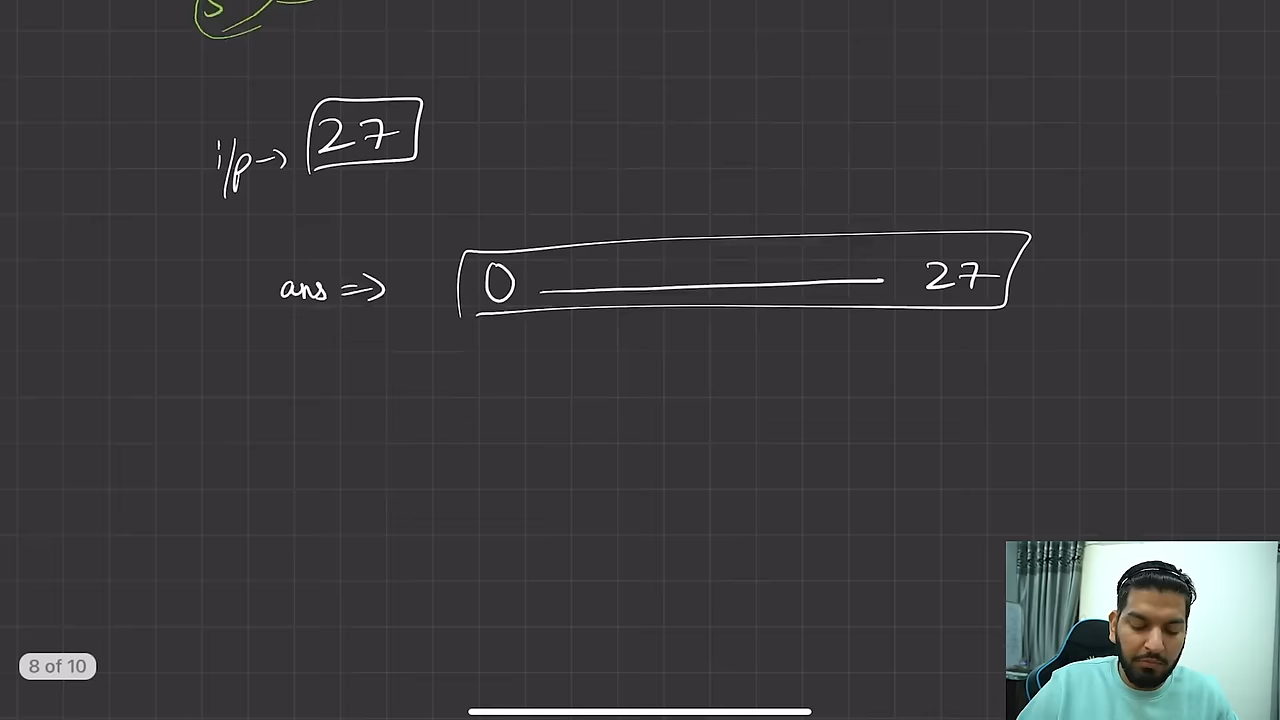 i/p → 27
ans ⇒ 0 27
8 of 10